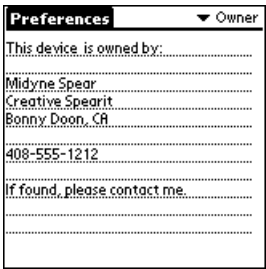 Preferences ▼ Owner
This device is owned by:
Midyne Spear
Creative Spearit
Bonny Doon, CA
408-555-1212
If found, please contact me.